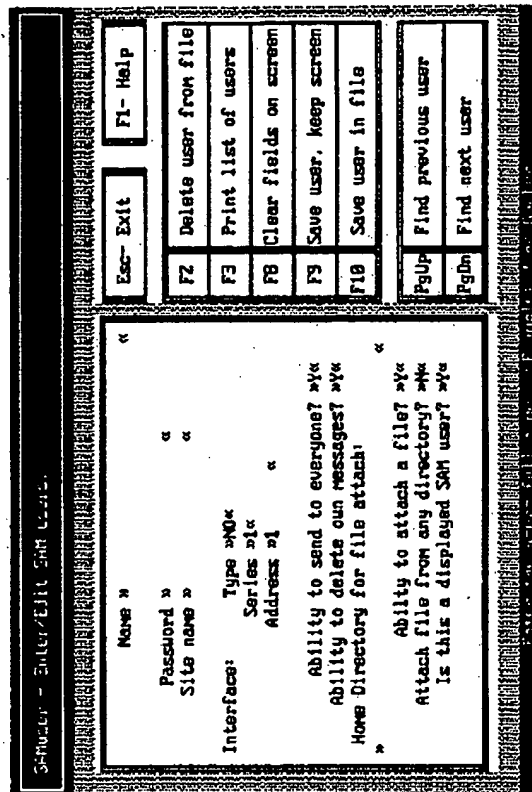 SAMuser - Enter/Edit SAM users.
Name » «
Password » «
Site name » «
Interface: Type »NO«
Series »1«
Address »1 «
Ability to send to everyone? »Y«
Ability to delete own messages? »Y«
Home Directory for file attach:
» «
Abilty to attach a file? »Y«
Attach file from any directory? »N«
Is this a displayed SAM user? »Y«
Esc- Exit
F1- Help
F2 Delete user from file
F3 Print list of users
F8 Clear fields on screen
F9 Save user, keep screen
F10 Save user in file
PgUp Find previous user
PgDn Find next user